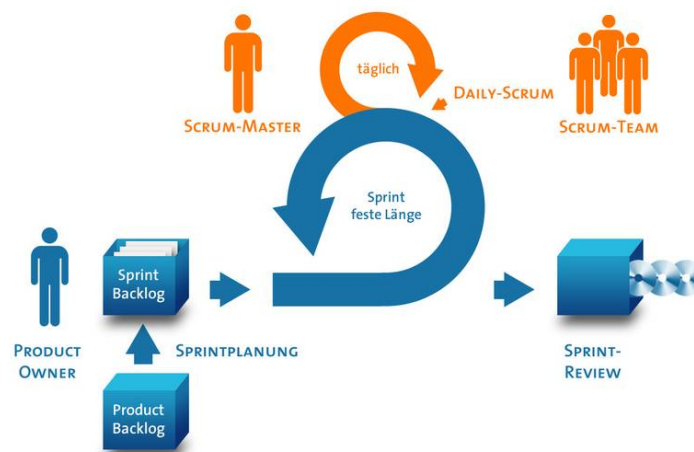 täglich
DAILY-SCRUM
SCRUM-MASTER
SCRUM-TEAM
Sprint
feste Länge
Sprint
Backlog
PRODUCT
OWNER
SPRINTPLANUNG
SPRINT-
REVIEW
Product
Backlog